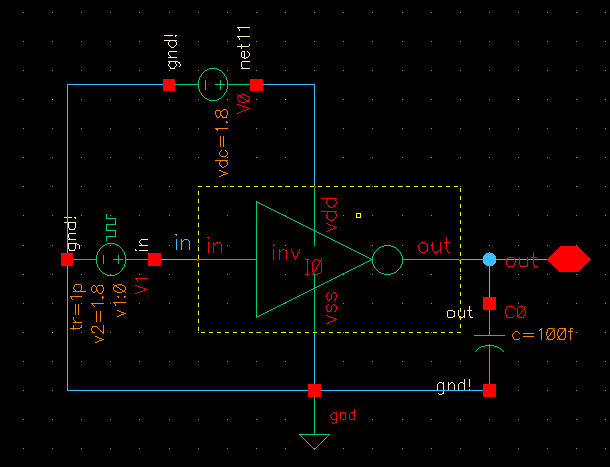 gnd!
net11
V0
vdc=1.8
gnd!
in
V1
tr=1p
v2=1.8
v1:0
in
in
inv
I0
vdd
vss
out
out
out
C0
c=100f
gnd!
gnd